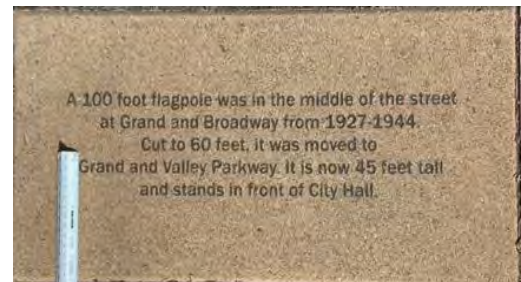 A 100 foot flagpole was in the middle of the street
at Grand and Broadway from 1927-1944.
Cut to 60 feet, it was moved to
Grand and Valley Parkway. It is now 45 feet tall
and stands in front of City Hall.